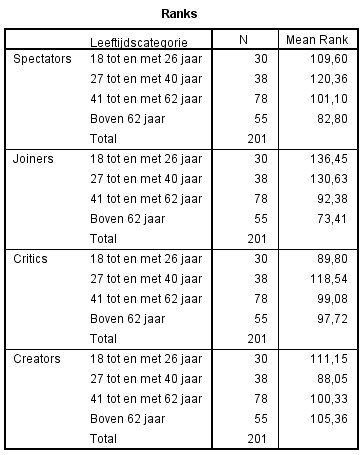 Ranks
Leeftijdscategorie N Mean Rank
Spectators 18 tot en met 26 jaar 30 109,60
27 tot en met 40 jaar 38 120,36
41 tot en met 62 jaar 78 101,10
Boven 62 jaar 55 82,80
Total 201
Joiners 18 tot en met 26 jaar 30 136,45
27 tot en met 40 jaar 38 130,63
41 tot en met 62 jaar 78 92,38
Boven 62 jaar 55 73,41
Total 201
Critics 18 tot en met 26 jaar 30 89,80
27 tot en met 40 jaar 38 118,54
41 tot en met 62 jaar 78 99,08
Boven 62 jaar 55 97,72
Total 201
Creators 18 tot en met 26 jaar 30 111,15
27 tot en met 40 jaar 38 88,05
41 tot en met 62 jaar 78 100,33
Boven 62 jaar 55 105,36
Total 201